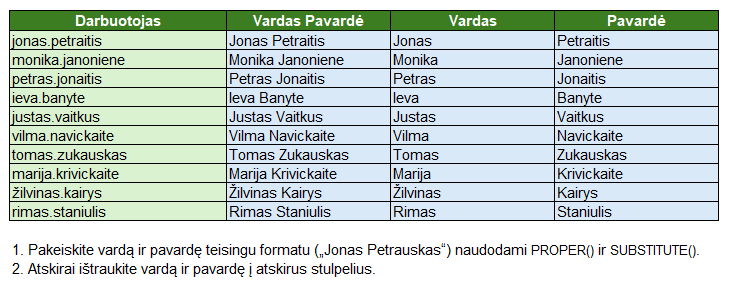 Darbuotojas Vardas Pavardė Vardas Pavardė
jonas.petraitis Jonas Petraitis Jonas Petraitis
monika.janoniene Monika Janoniene Monika Janoniene
petras.jonaitis Petras Jonaitis Petras Jonaitis
ieva.banyte Ieva Banyte Ieva Banyte
justas.vaitkus Justas Vaitkus Justas Vaitkus
vilma.navickaite Vilma Navickaite Vilma Navickaite
tomas.zukauskas Tomas Zukauskas Tomas Zukauskas
marija.krivickaite Marija Krivickaite Marija Krivickaite
žilvinas.kairys Žilvinas Kairys Žilvinas Kairys
rimas.staniulis Rimas Staniulis Rimas Staniulis
1. Pakeiskite vardą ir pavardę teisingu formatu („Jonas Petrauskas“) naudodami PROPER() ir SUBSTITUTE().
2. Atskirai ištraukite vardą ir pavardę į atskirus stulpelius.